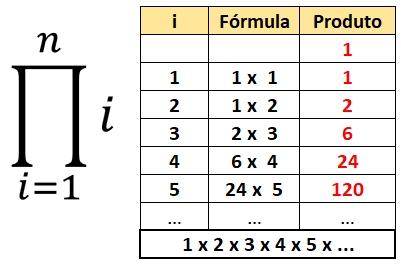 n
∏ i
i=1
i Fórmula Produto
1
1 1 x 1 1
2 1 x 2 2
3 2 x 3 6
4 6 x 4 24
5 24 x 5 120
... ... ...
1 x 2 x 3 x 4 x 5 x ...